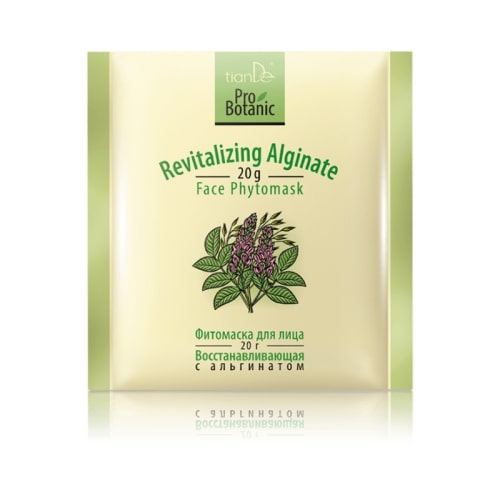 tianDe
Pro
Botanic
Revitalizing Alginate
20 g
Face Phytomask
Фитомаска для лица
20 г
Восстанавливающая
с альгинатом